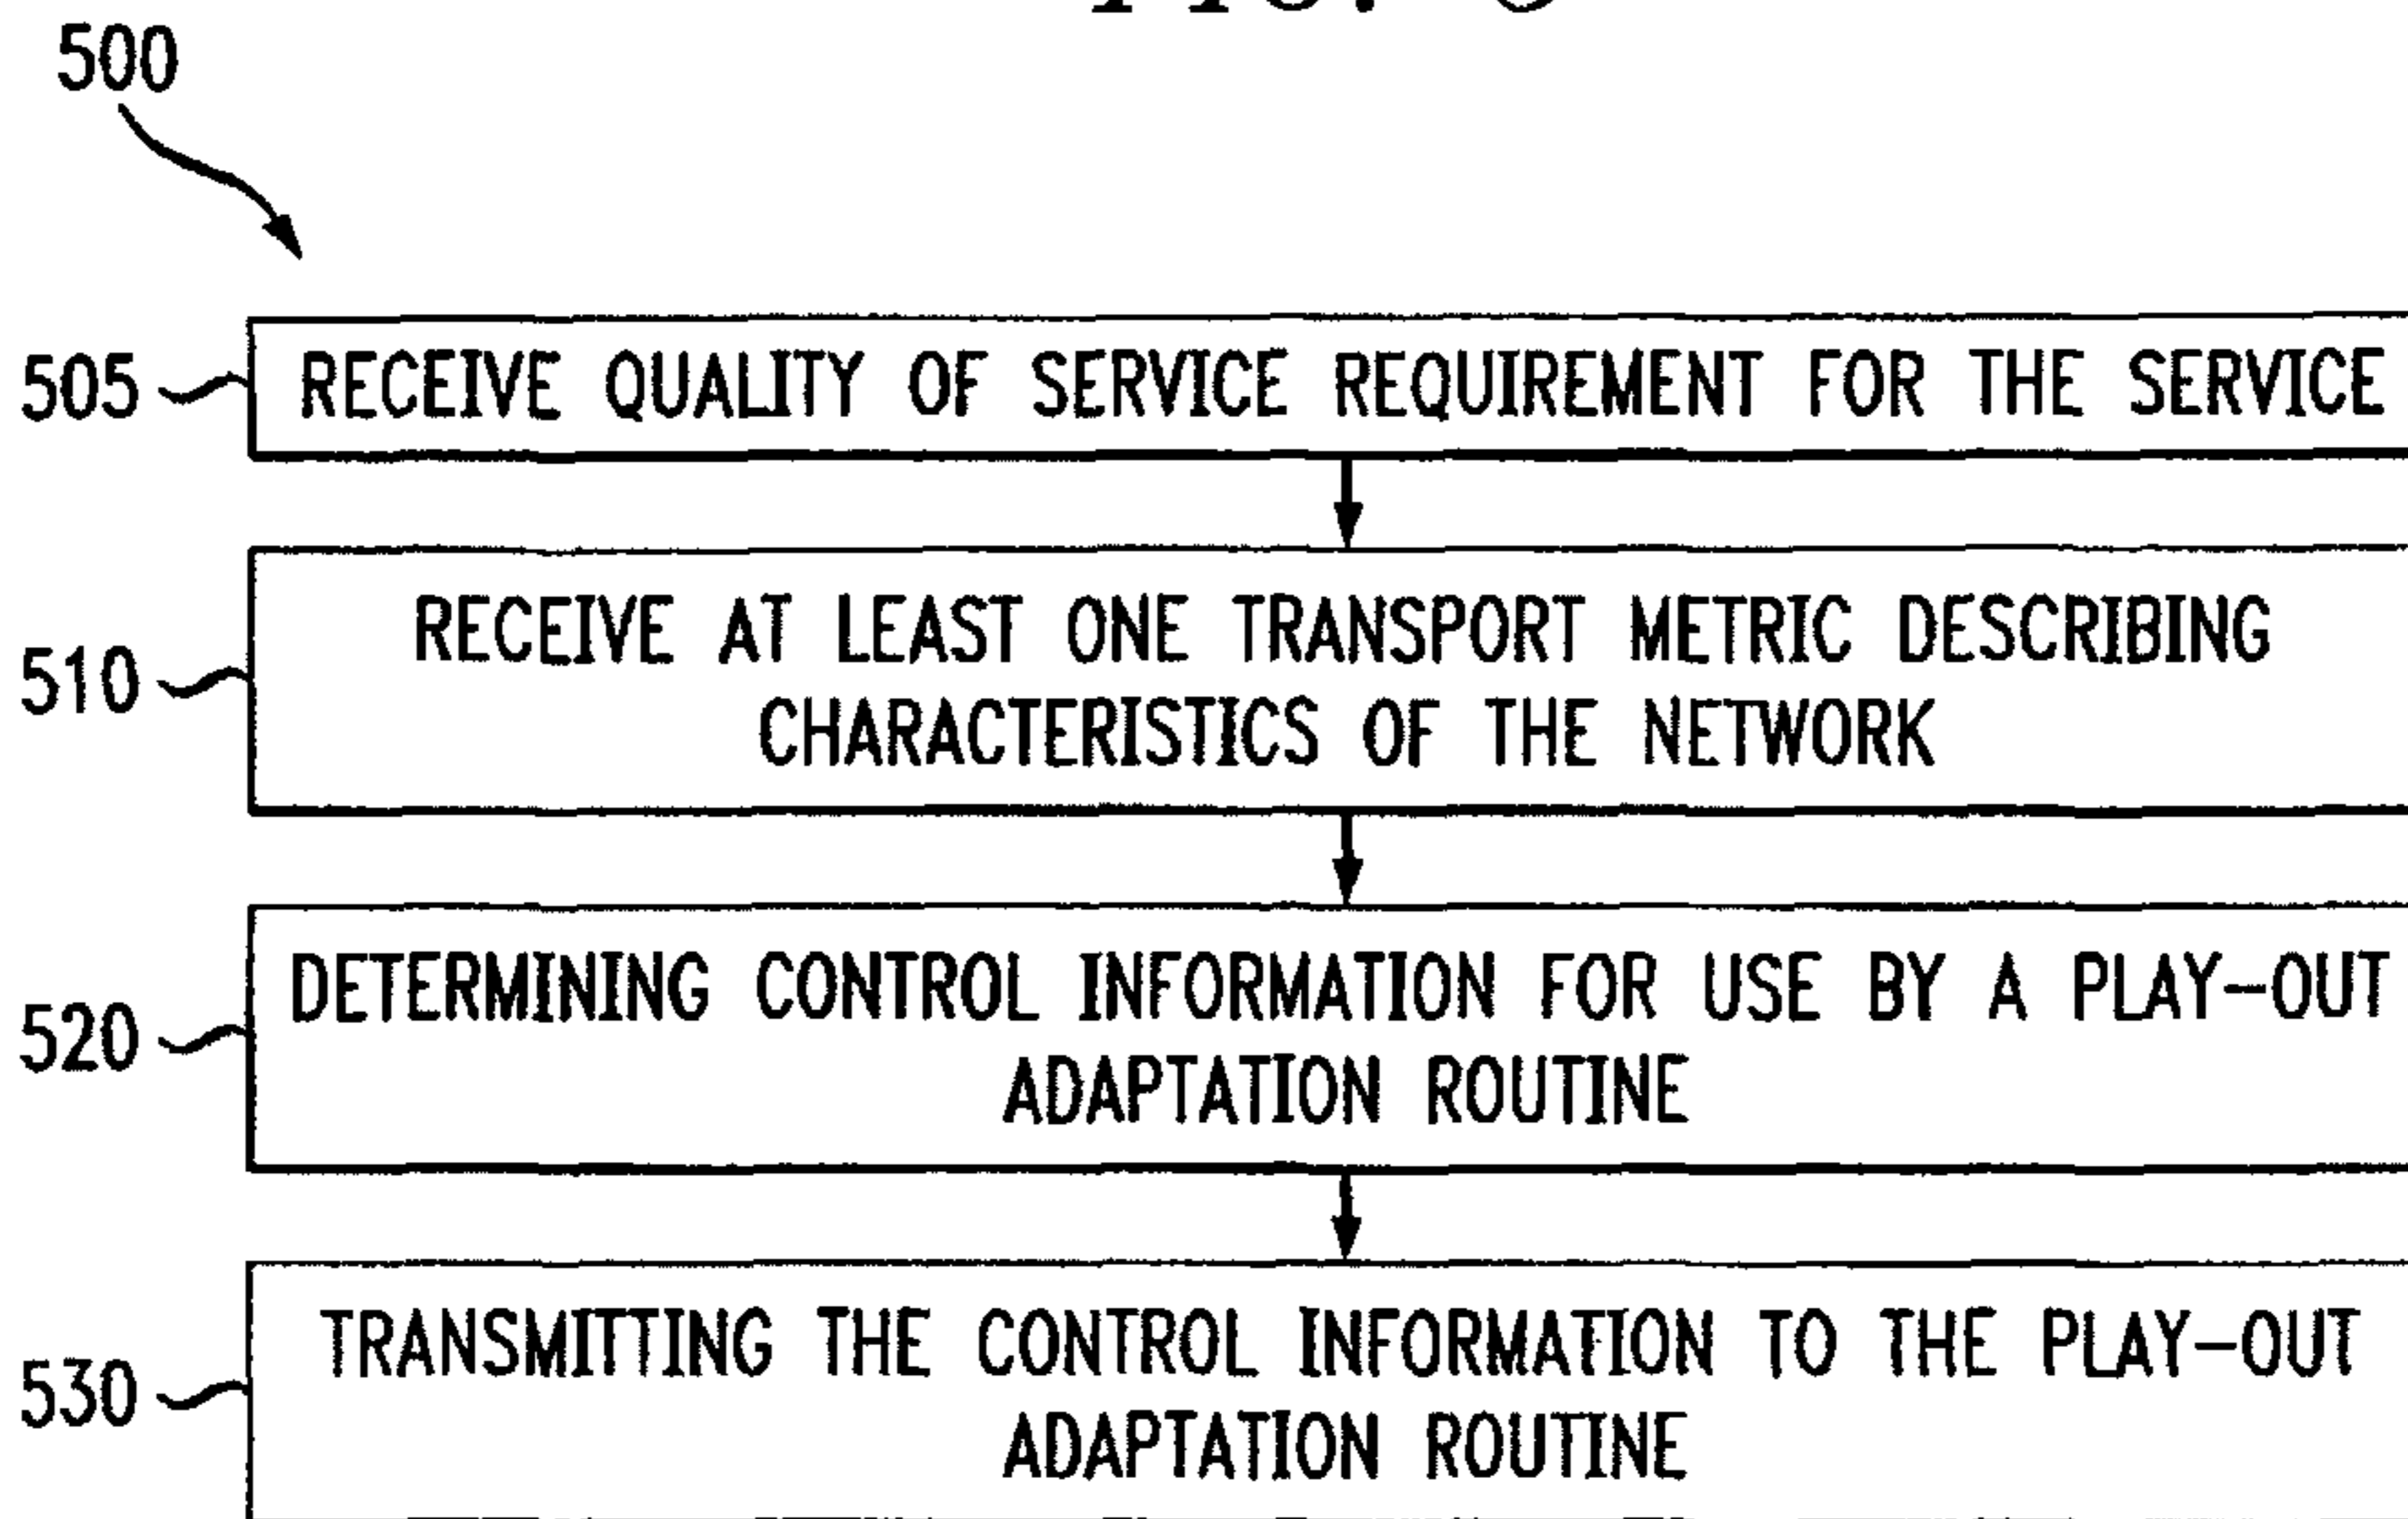 500
505 RECEIVE QUALITY OF SERVICE REQUIREMENT FOR THE SERVICE
RECEIVE AT LEAST ONE TRANSPORT METRIC DESCRIBING
510
CHARACTERISTICS OF THE NETWORK
DETERMINING CONTROL INFORMATION FOR USE BY A PLAY-OUT
520
ADAPTATION ROUTINE
TRANSMITTING THE CONTROL INFORMATION TO THE PLAY-OUT
530
ADAPTATION ROUTINE